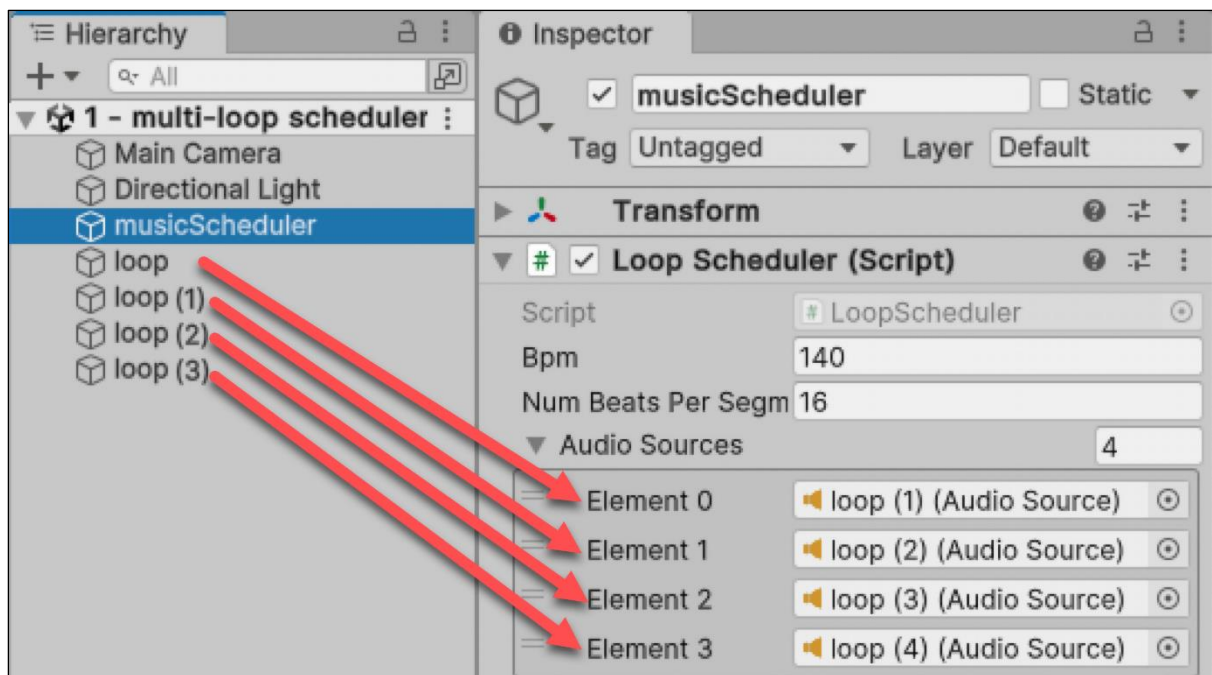 Hierarchy
All
1 - multi-loop scheduler
Main Camera
Directional Light
musicScheduler
loop
loop (1)
loop (2)
loop (3)
Inspector
musicScheduler Static
Tag Untagged Layer Default
Transform
# Loop Scheduler (Script)
Script # LoopScheduler
Bpm 140
Num Beats Per Segm 16
Audio Sources 4
Element 0 loop (1) (Audio Source)
Element 1 loop (2) (Audio Source)
Element 2 loop (3) (Audio Source)
Element 3 loop (4) (Audio Source)